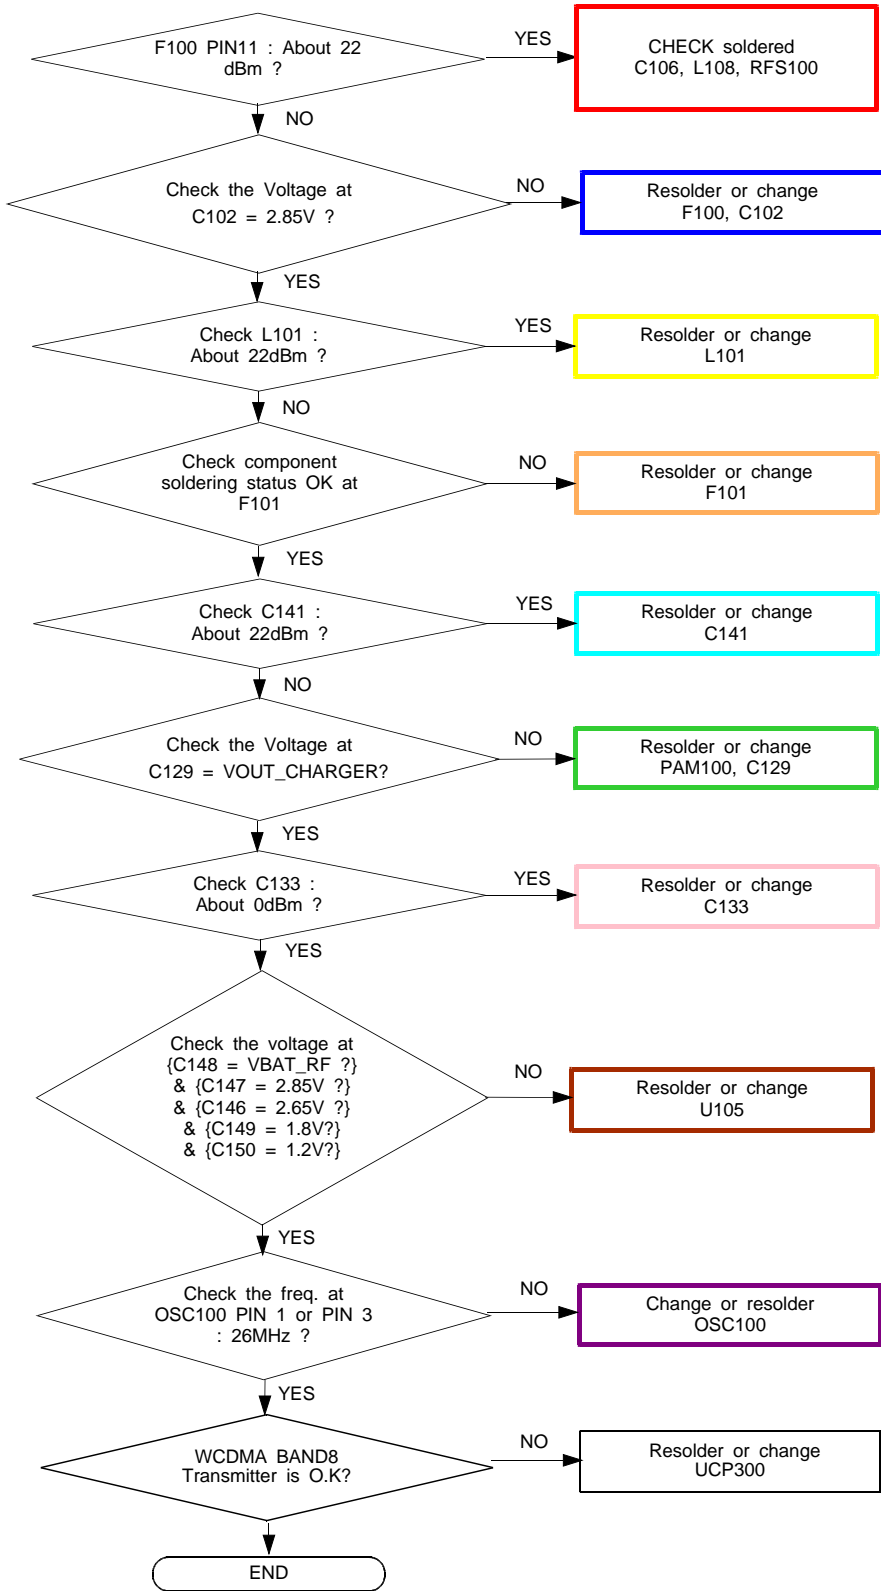 F100 PIN11 : About 22
dBm ?
YES
CHECK soldered
C106, L108, RFS100
NO
Check the Voltage at
C102 = 2.85V ?
NO
Resolder or change
F100, C102
YES
Check L101 :
About 22dBm ?
YES
Resolder or change
L101
NO
Check component
soldering status OK at
F101
NO
Resolder or change
F101
YES
Check C141 :
About 22dBm ?
YES
Resolder or change
C141
NO
Check the Voltage at
C129 = VOUT_CHARGER?
NO
Resolder or change
PAM100, C129
YES
Check C133 :
About 0dBm ?
YES
Resolder or change
C133
YES
Check the voltage at
{C148 = VBAT_RF ?}
& {C147 = 2.85V ?}
& {C146 = 2.65V ?}
& {C149 = 1.8V?}
& {C150 = 1.2V?}
NO
Resolder or change
U105
YES
Check the freq. at
OSC100 PIN 1 or PIN 3
: 26MHz ?
NO
Change or resolder
OSC100
YES
WCDMA BAND8
Transmitter is O.K?
NO
Resolder or change
UCP300
END